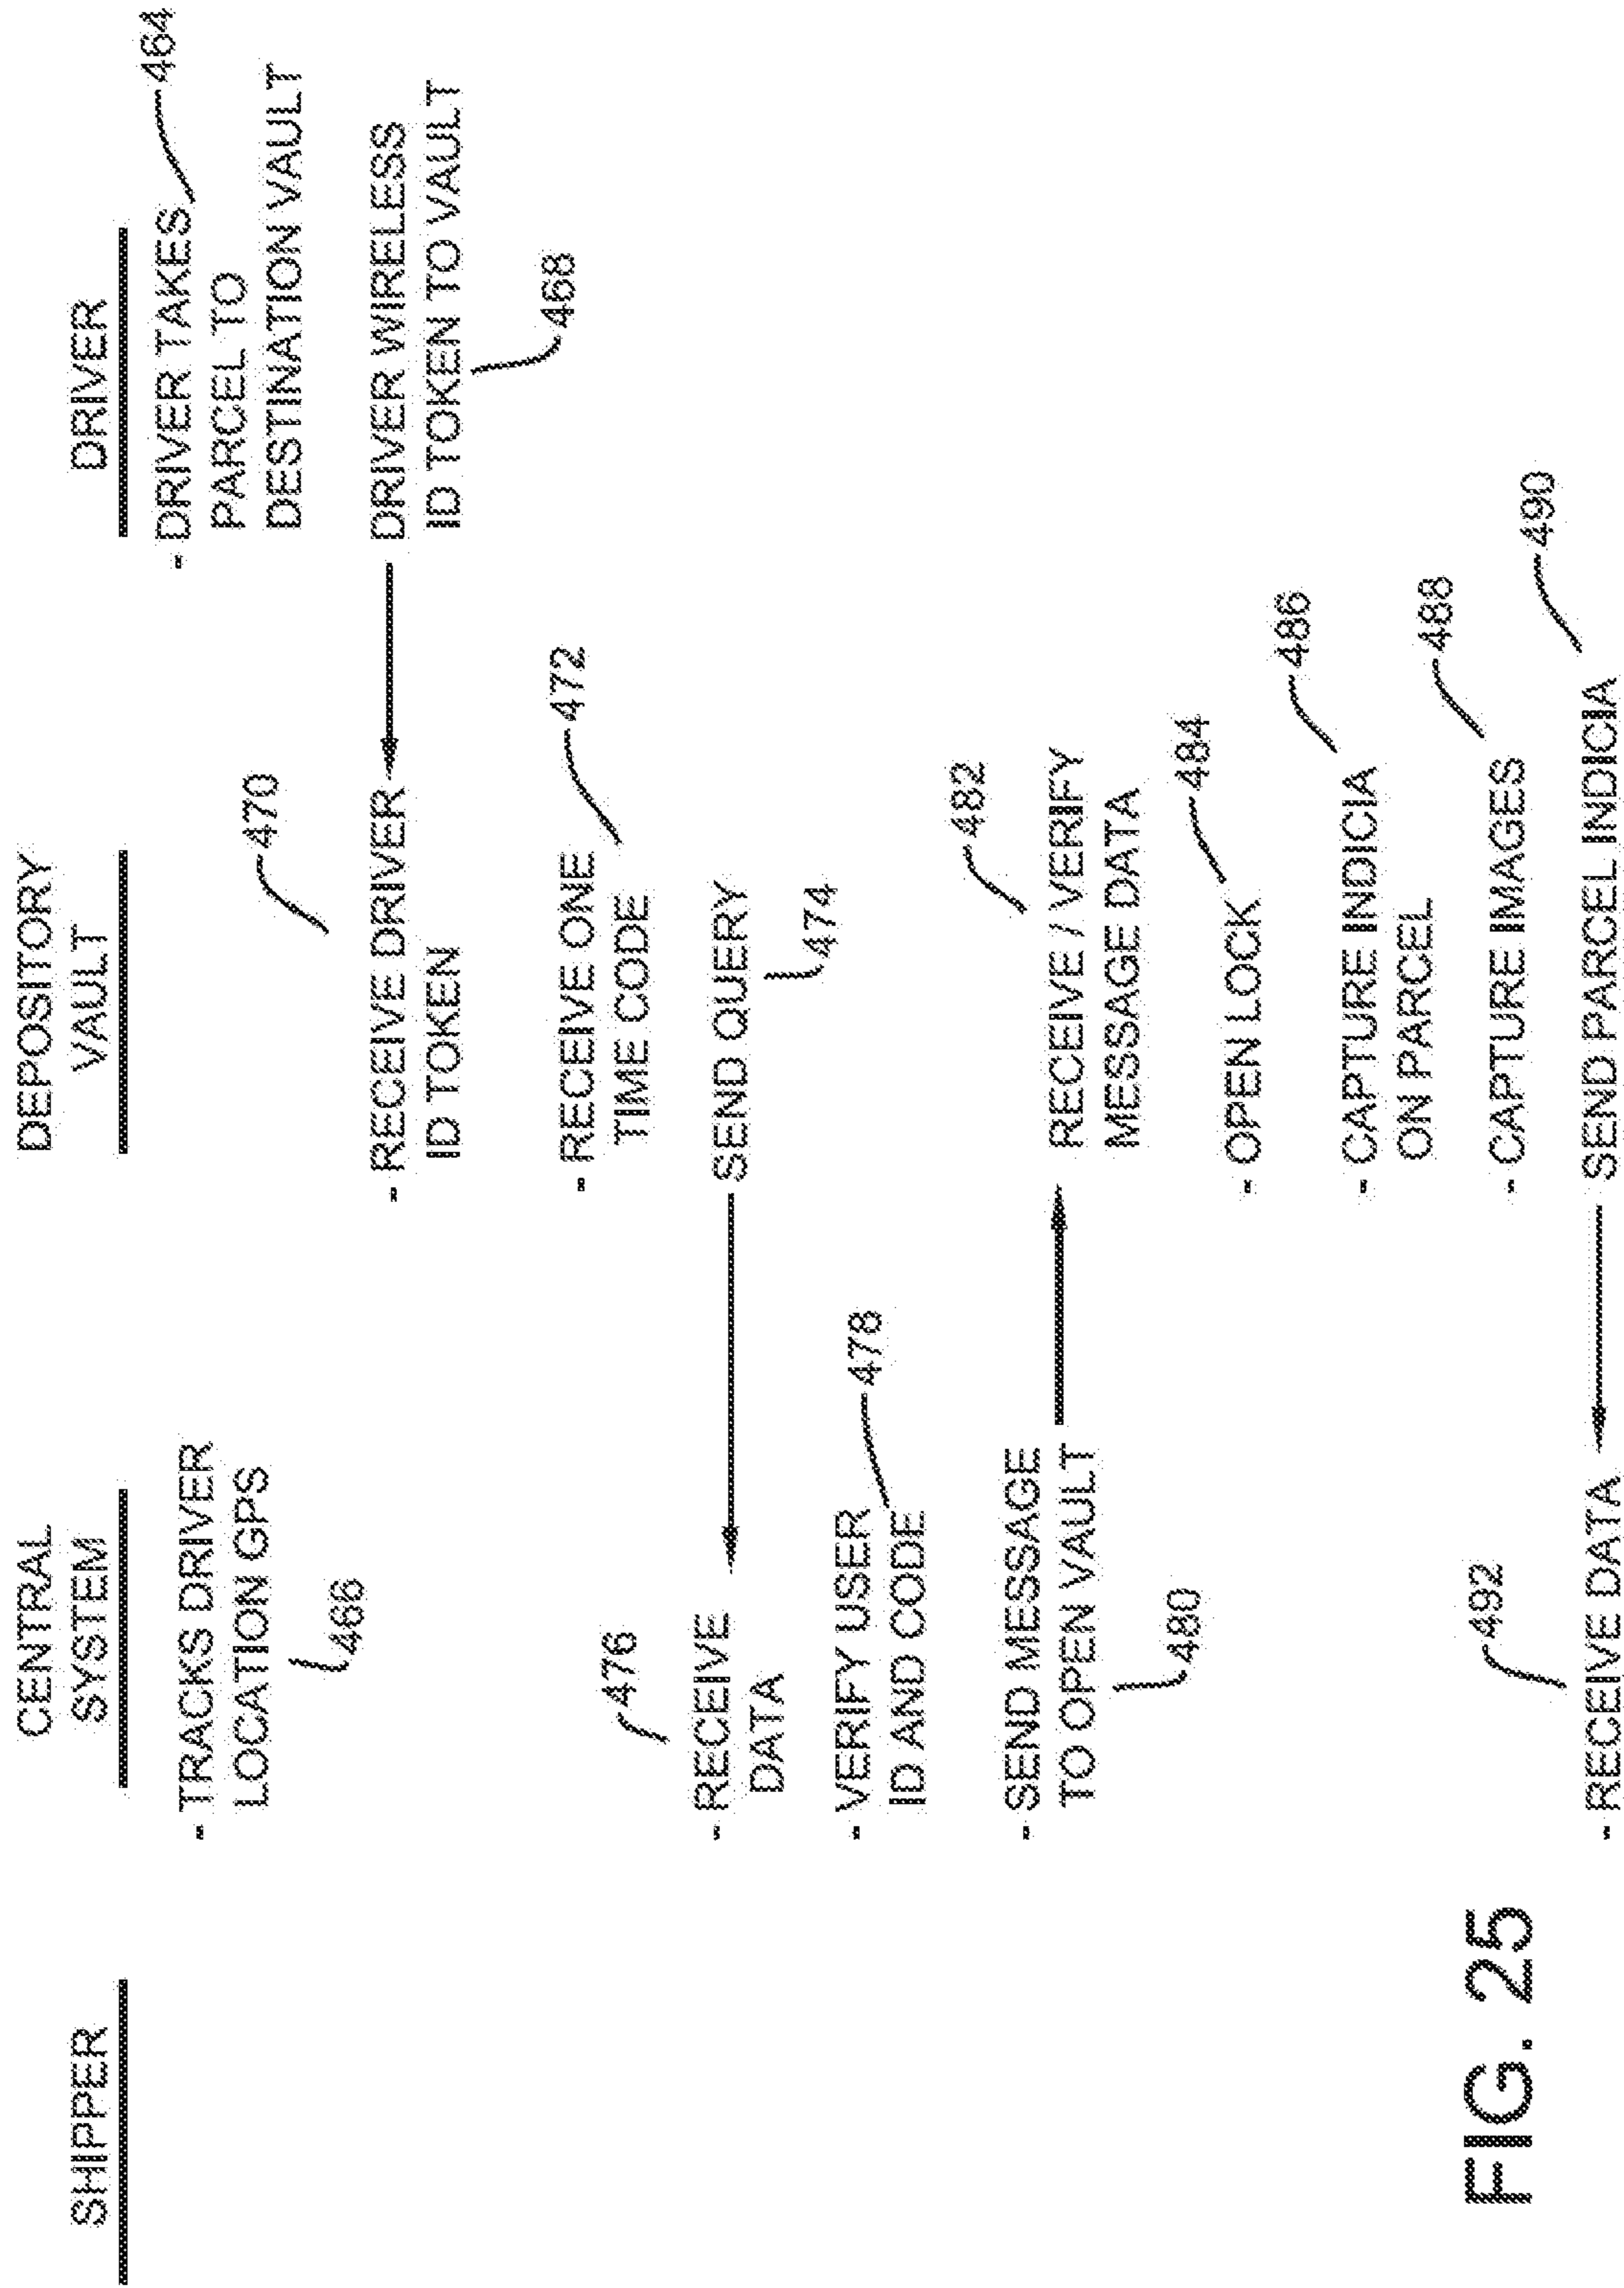 SHIPPER
CENTRAL
SYSTEM
DEPOSITORY
VAULT
DRIVER
- DRIVER TAKES 464
PARCEL TO
DESTINATION VAULT
- TRACKS DRIVER
LOCATION GPS
466
DRIVER WIRELESS
ID TOKEN TO VAULT
468
470
- RECEIVE DRIVER
ID TOKEN
472
- RECEIVE ONE
TIME CODE
SEND QUERY
474
476
- RECEIVE
DATA
- VERIFY USER 478
ID AND CODE
- SEND MESSAGE
TO OPEN VAULT
480
482
RECEIVE / VERIFY
MESSAGE DATA
- OPEN LOCK 484
- CAPTURE INDICIA 486
ON PARCEL
- CAPTURE IMAGES 488
SEND PARCEL INDICIA 490
492
- RECEIVE DATA
FIG. 25